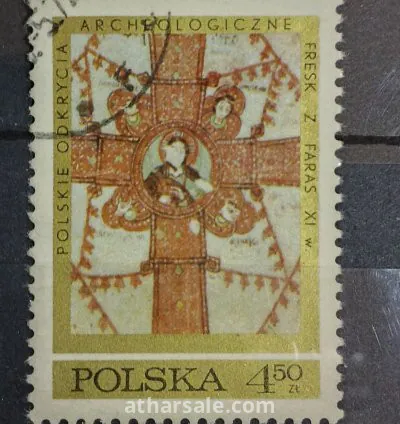 POLSKIE ODKRYCIA
ARCHEOLOGICZNE
FRESK Z FARAS XI w.
POLSKA 4.50 ZŁ
atharsale.com